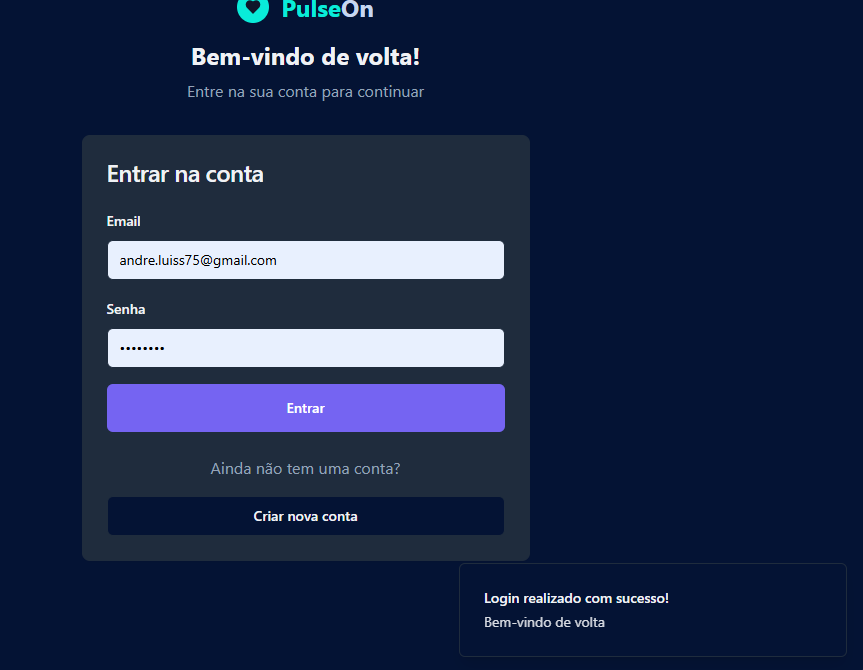 PulseOn
Bem-vindo de volta!
Entre na sua conta para continuar
Entrar na conta
Email
andre.luiss75@gmail.com
Senha
••••••••
Entrar
Ainda não tem uma conta?
Criar nova conta
Login realizado com sucesso!
Bem-vindo de volta